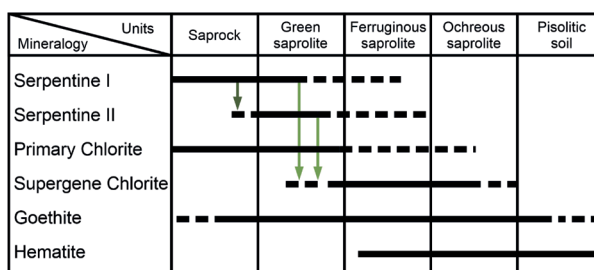 Units
Mineralogy
Saprock
Green
saprolite
Ferruginous
saprolite
Ochreous
saprolite
Pisolitic
soil
Serpentine I
Serpentine II
Primary Chlorite
Supergene Chlorite
Goethite
Hematite